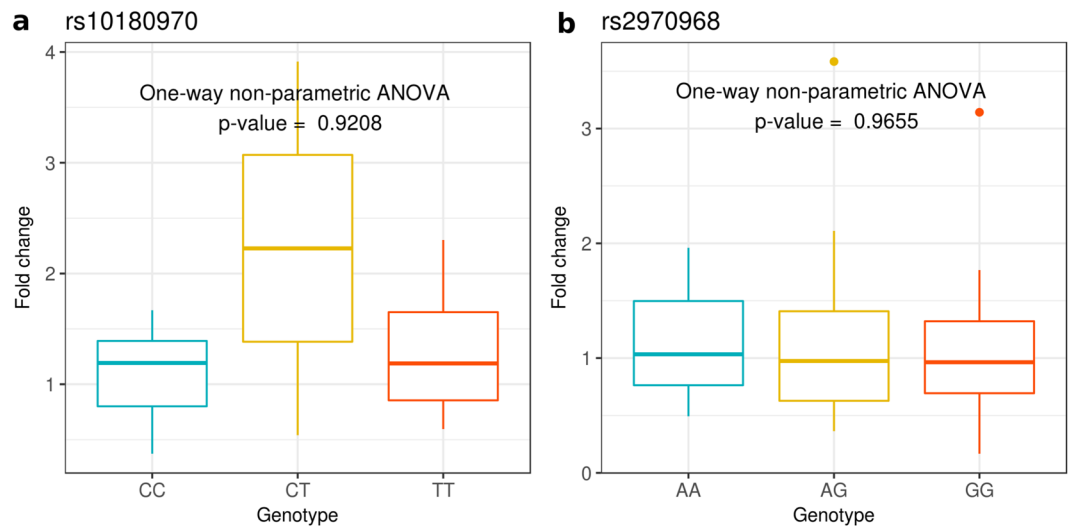 a rs10180970
One-way non-parametric ANOVA
p-value = 0.9208
4
3
2
1
Fold change
CC CT TT
Genotype
b rs2970968
One-way non-parametric ANOVA
p-value = 0.9655
3
2
1
0
Fold change
AA AG GG
Genotype